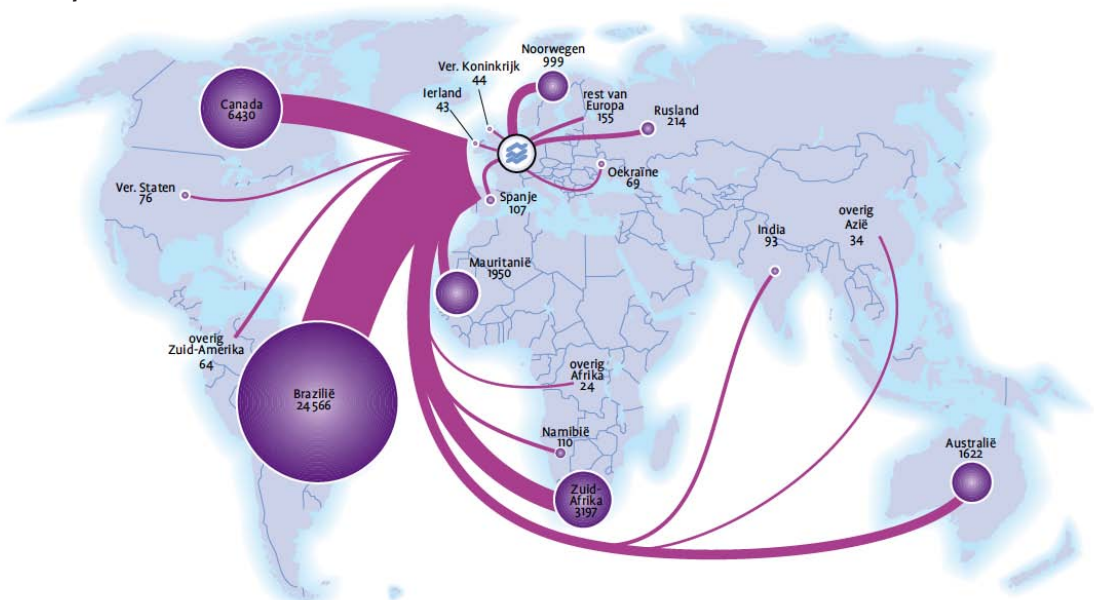 Noorwegen
999
Ver. Koninkrijk
44
Ierland
43
rest van
Europa
155
Rusland
214
Canada
6430
Oekraïne
69
Ver. Staten
76
Spanje
107
overig
Azië
34
India
93
Mauritanië
1950
overig
Zuid-Amerika
64
overig
Afrika
24
Brazilië
24 566
Namibië
110
Australië
1622
Zuid-
Afrika
3197